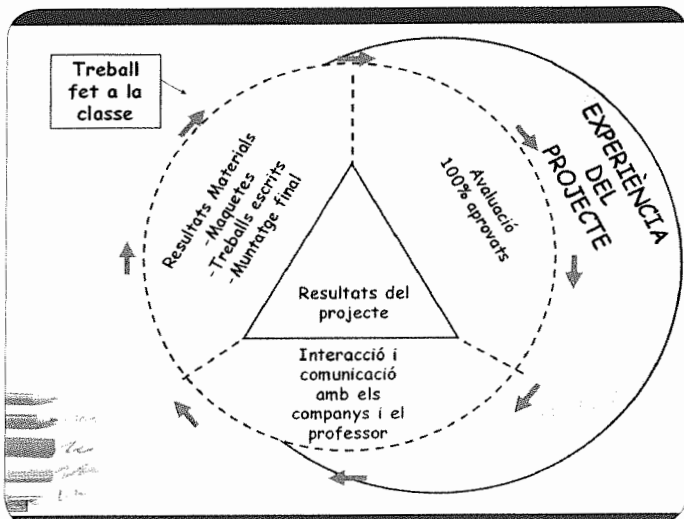 Treball
fet a la
classe
Resultats Materials
-Maquetes
-Treballs escrits
-Muntatge final
Avaluació
100% aprovats
EXPERIÈNCIA
DEL
PROJECTE
Resultats del
projecte
Interacció i
comunicació
amb els
companys i el
professor